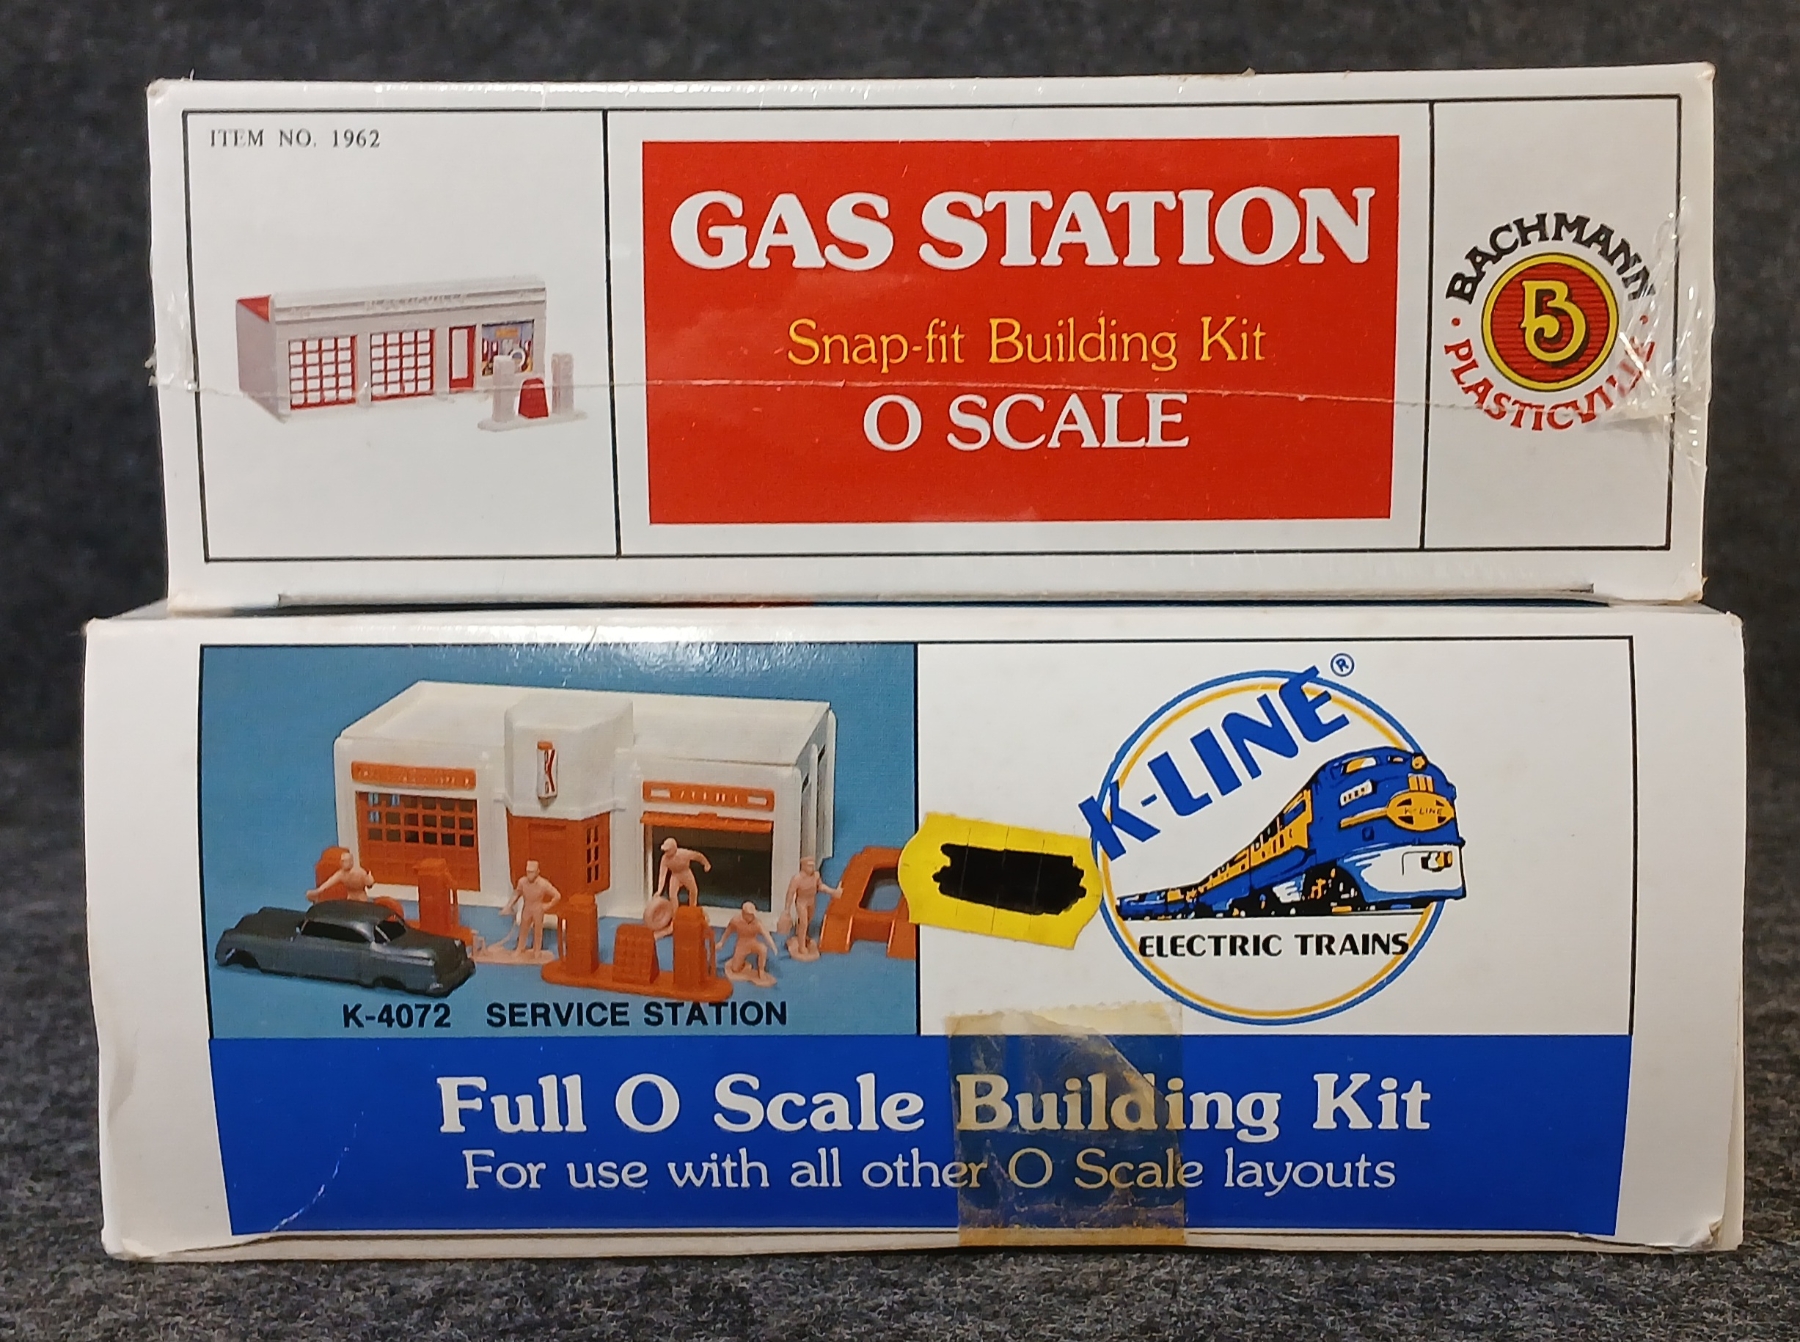 ITEM NO. 1962
GAS STATION
Snap-fit Building Kit
O SCALE
BACHMANN
B
PLASTICVILLE
K-LINE®
K-LINE
ELECTRIC TRAINS
K-4072 SERVICE STATION
Full O Scale Building Kit
For use with all other O Scale layouts